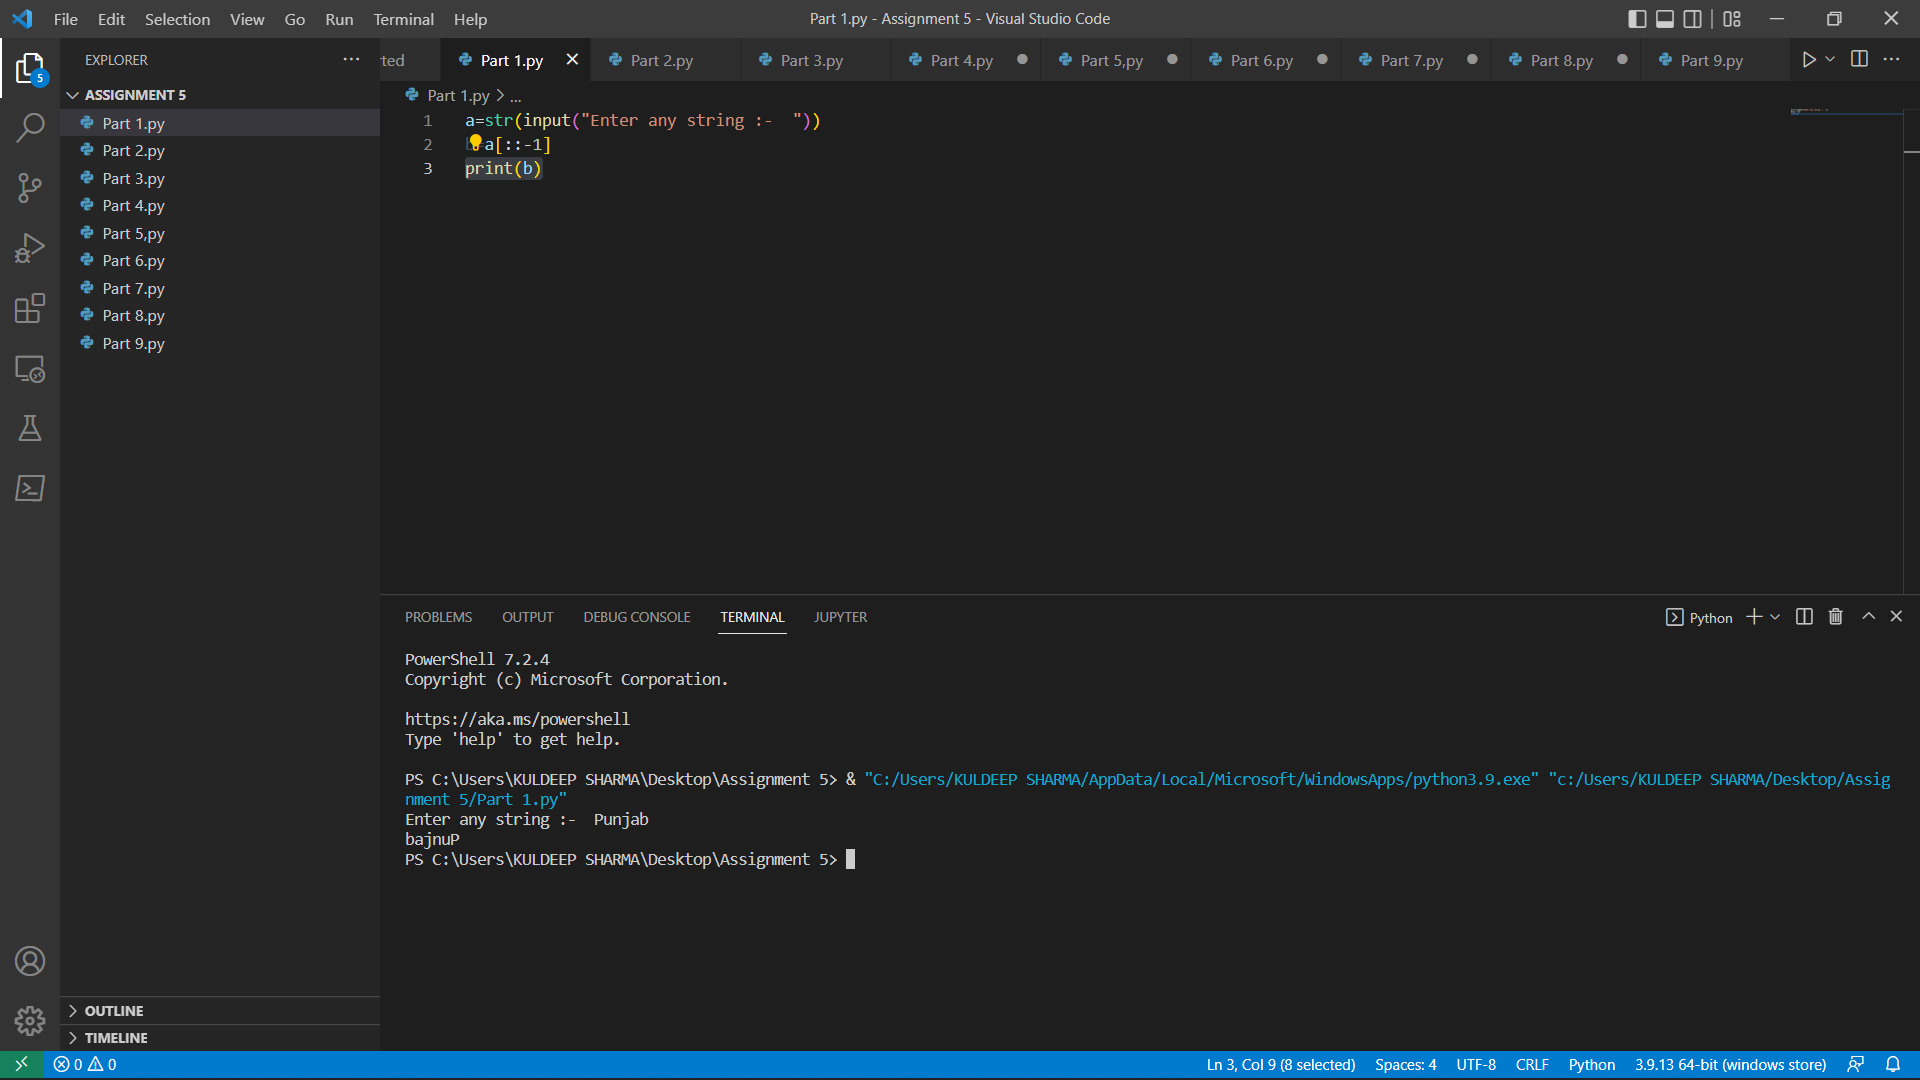 File Edit Selection View Go Run Terminal Help
Part 1.py - Assignment 5 - Visual Studio Code
5
EXPLORER
ASSIGNMENT 5
Part 1.py
Part 2.py
Part 3.py
Part 4.py
Part 5,py
Part 6.py
Part 7.py
Part 8.py
Part 9.py
OUTLINE
TIMELINE
ted Part 1.py Part 2.py Part 3.py Part 4.py Part 5,py Part 6.py Part 7.py Part 8.py Part 9.py
Part 1.py > ...
1 a=str(input("Enter any string :-  "))
2 a[::-1]
3 print(b)
PROBLEMS OUTPUT DEBUG CONSOLE TERMINAL JUPYTER
Python
PowerShell 7.2.4
Copyright (c) Microsoft Corporation.
https://aka.ms/powershell
Type 'help' to get help.
PS C:\Users\KULDEEP SHARMA\Desktop\Assignment 5> & "C:/Users/KULDEEP SHARMA/AppData/Local/Microsoft/WindowsApps/python3.9.exe" "c:/Users/KULDEEP SHARMA/Desktop/Assig
nment 5/Part 1.py"
Enter any string :-  Punjab
bajnuP
PS C:\Users\KULDEEP SHARMA\Desktop\Assignment 5>
0 0 Ln 3, Col 9 (8 selected) Spaces: 4 UTF-8 CRLF Python 3.9.13 64-bit (windows store)